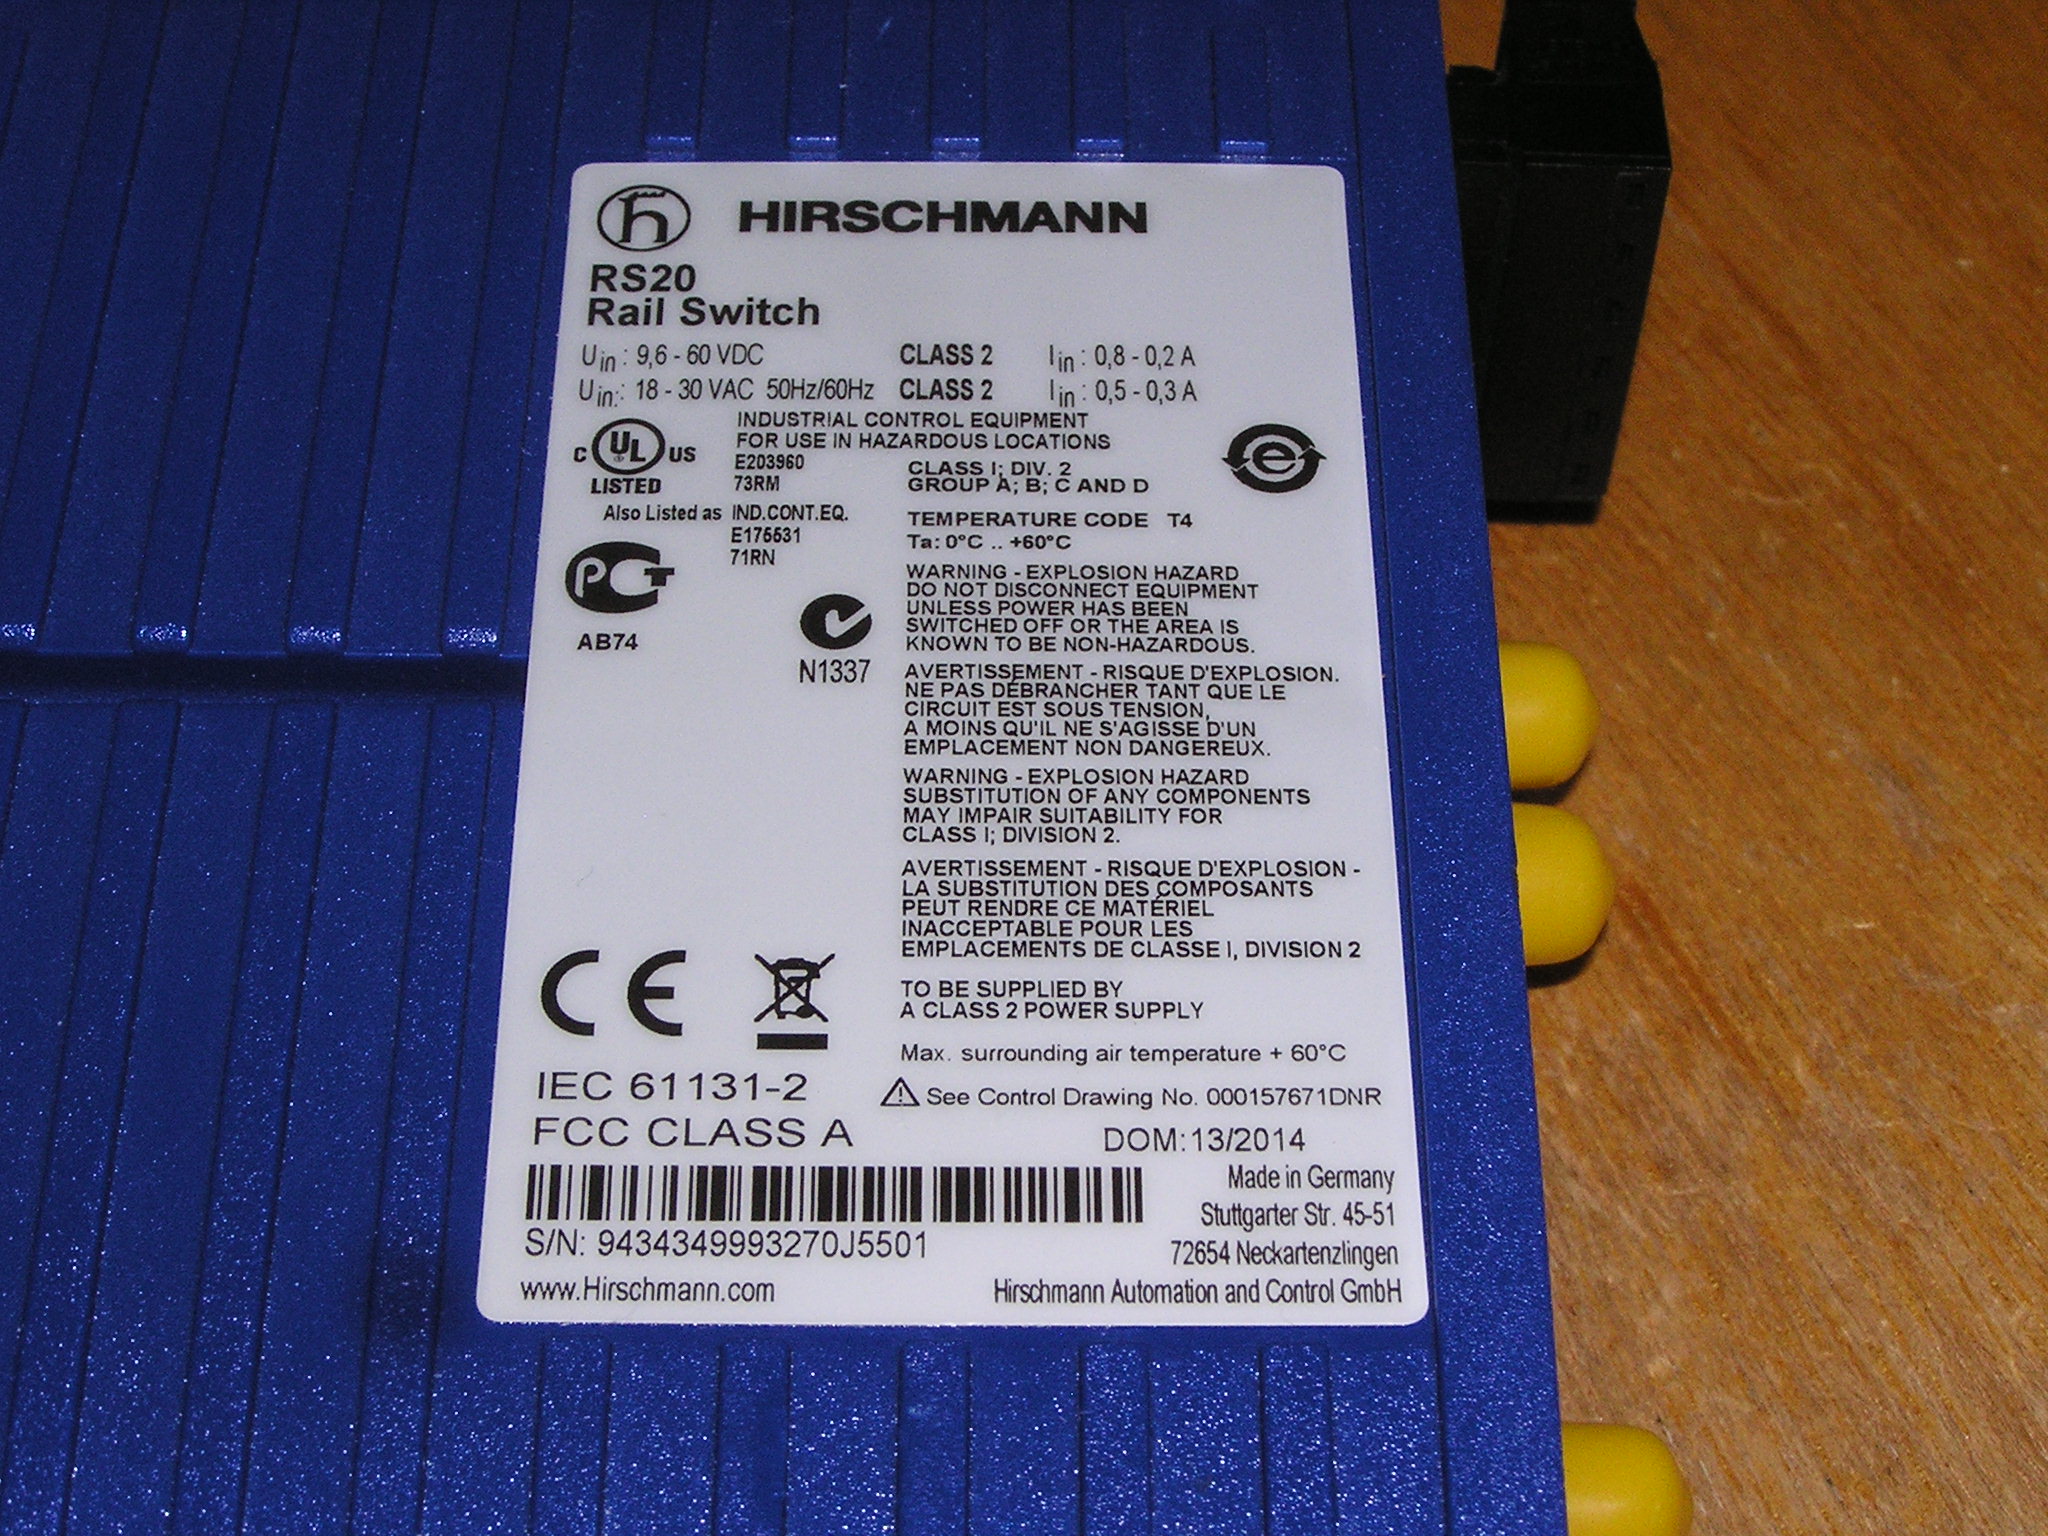 HIRSCHMANN
RS20
Rail Switch
Uin : 9,6 - 60 VDC CLASS 2 Iin : 0,8 - 0,2 A
Uin: 18 - 30 VAC 50Hz/60Hz CLASS 2 Iin : 0,5 - 0,3 A
INDUSTRIAL CONTROL EQUIPMENT
FOR USE IN HAZARDOUS LOCATIONS
C UL US
LISTED
E203960
73RM
CLASS I; DIV. 2
GROUP A; B; C AND D
e
Also Listed as IND.CONT.EQ.
E175531
71RN
TEMPERATURE CODE T4
Ta: 0°C .. +60°C
PCT
AB74
N1337
WARNING - EXPLOSION HAZARD
DO NOT DISCONNECT EQUIPMENT
UNLESS POWER HAS BEEN
SWITCHED OFF OR THE AREA IS
KNOWN TO BE NON-HAZARDOUS.
AVERTISSEMENT - RISQUE D'EXPLOSION.
NE PAS DÉBRANCHER TANT QUE LE
CIRCUIT EST SOUS TENSION,
A MOINS QU'IL NE S'AGISSE D'UN
EMPLACEMENT NON DANGEREUX.
WARNING - EXPLOSION HAZARD
SUBSTITUTION OF ANY COMPONENTS
MAY IMPAIR SUITABILITY FOR
CLASS I; DIVISION 2.
AVERTISSEMENT - RISQUE D'EXPLOSION -
LA SUBSTITUTION DES COMPOSANTS
PEUT RENDRE CE MATÉRIEL
INACCEPTABLE POUR LES
EMPLACEMENTS DE CLASSE I, DIVISION 2
CE
TO BE SUPPLIED BY
A CLASS 2 POWER SUPPLY
Max. surrounding air temperature + 60°C
IEC 61131-2
See Control Drawing No. 000157671DNR
FCC CLASS A
DOM:13/2014
Made in Germany
Stuttgarter Str. 45-51
S/N: 9434349993270J5501
72654 Neckartenzlingen
www.Hirschmann.com
Hirschmann Automation and Control GmbH